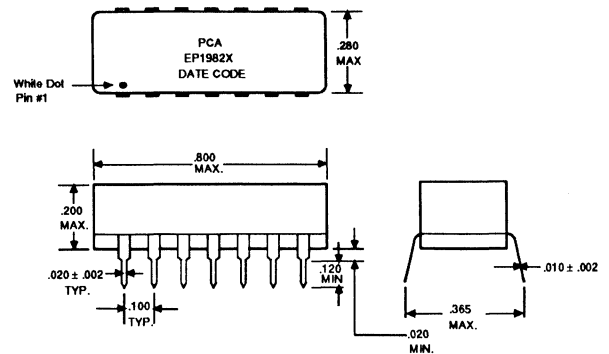 PCA
EP1982X
DATE CODE
White Dot
Pin #1
.280
MAX
.800
MAX.
.200
MAX.
.020 ± .002
TYP.
.100
TYP.
.120
MIN
.020
MIN.
.010 ± .002
.365
MAX.